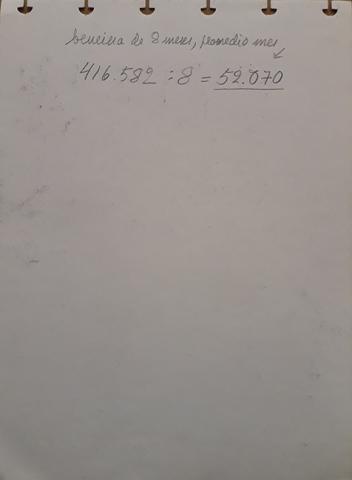 bencina de 8 meses, promedio mes
416.582 : 8 = 52.070